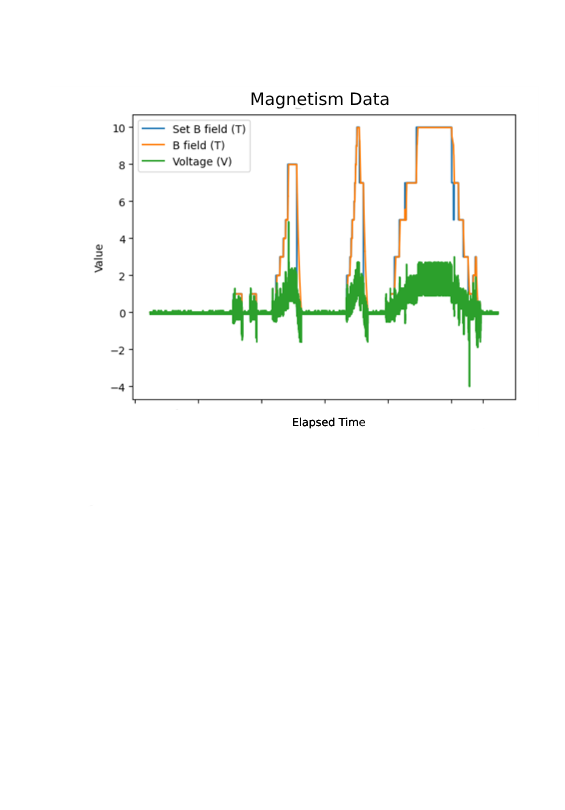 Magnetism Data
Set B field (T)
B field (T)
Voltage (V)
10
8
6
4
2
0
−2
−4
Value
Elapsed Time